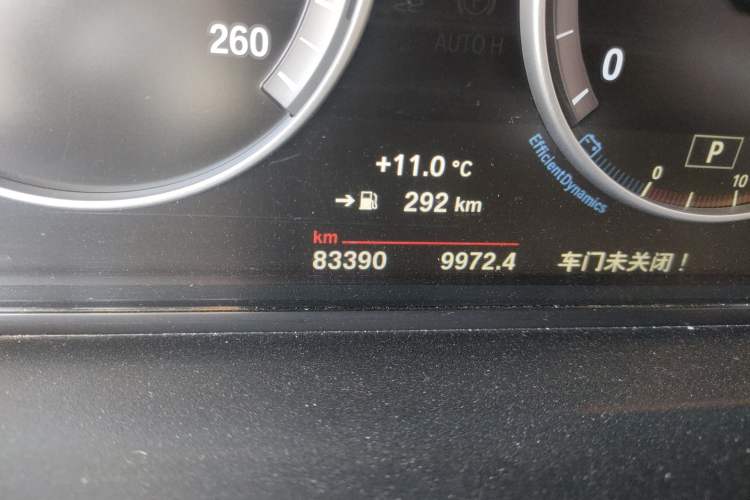 AUTO H
260
0
EfficientDynamics
P
0
10
+11.0 °C
→ 292 km
km
83390 9972.4 车门未关闭！